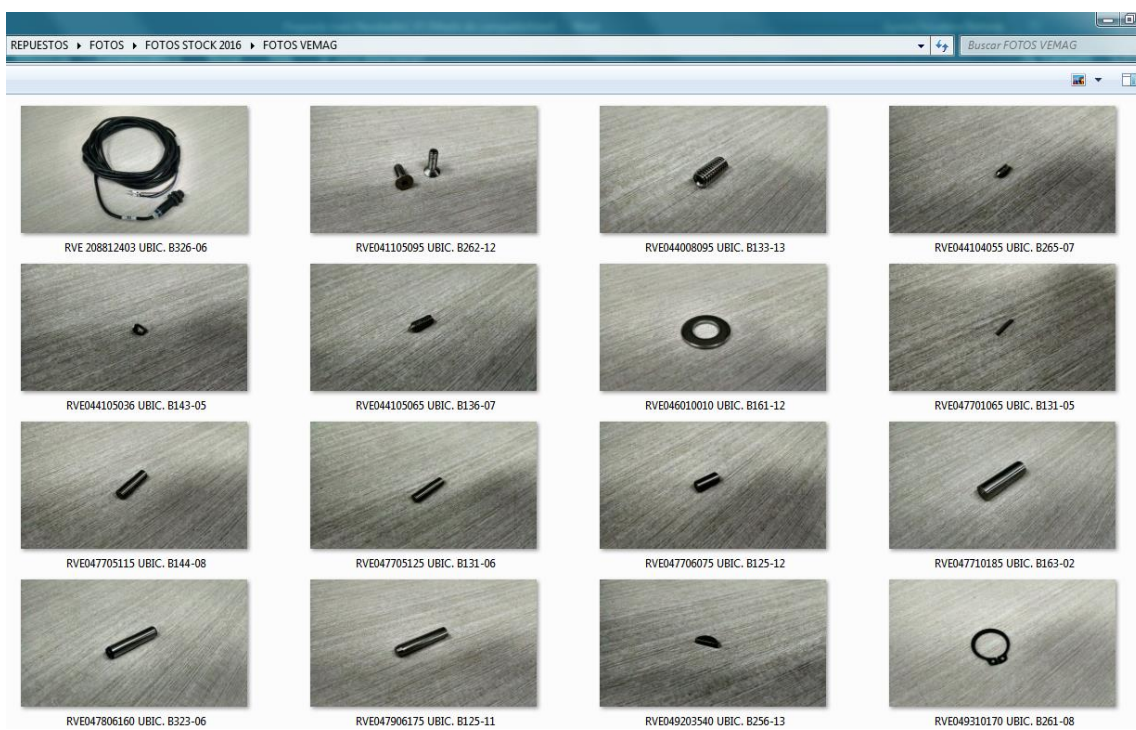 REPUESTOS ▸ FOTOS ▸ FOTOS STOCK 2016 ▸ FOTOS VEMAG
Buscar FOTOS VEMAG
RVE 208812403 UBIC. B326-06
RVE041105095 UBIC. B262-12
RVE044008095 UBIC. B133-13
RVE044104055 UBIC. B265-07
RVE044105036 UBIC. B143-05
RVE044105065 UBIC. B136-07
RVE046010010 UBIC. B161-12
RVE047701065 UBIC. B131-05
RVE047705115 UBIC. B144-08
RVE047705125 UBIC. B131-06
RVE047706075 UBIC. B125-12
RVE047710185 UBIC. B163-02
RVE047806160 UBIC. B323-06
RVE047906175 UBIC. B125-11
RVE049203540 UBIC. B256-13
RVE049310170 UBIC. B261-08